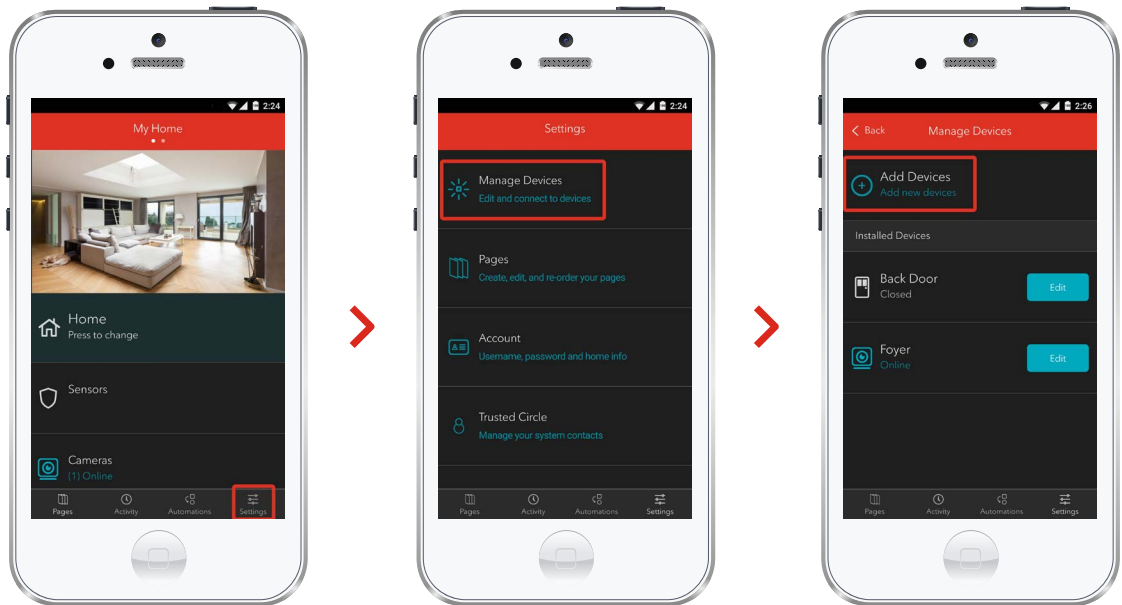 2:24
My Home
Home
Press to change
Sensors
Cameras
(1) Online
Pages
Activity
Automations
Settings
2:24
Settings
Manage Devices
Edit and connect to devices
Pages
Create, edit, and re-order your pages
Account
Username, password and home info
Trusted Circle
Manage your system contacts
Pages
Activity
Automations
Settings
2:26
Back
Manage Devices
Add Devices
Add new devices
Installed Devices
Back Door
Closed
Edit
Foyer
Online
Edit
Pages
Activity
Automations
Settings